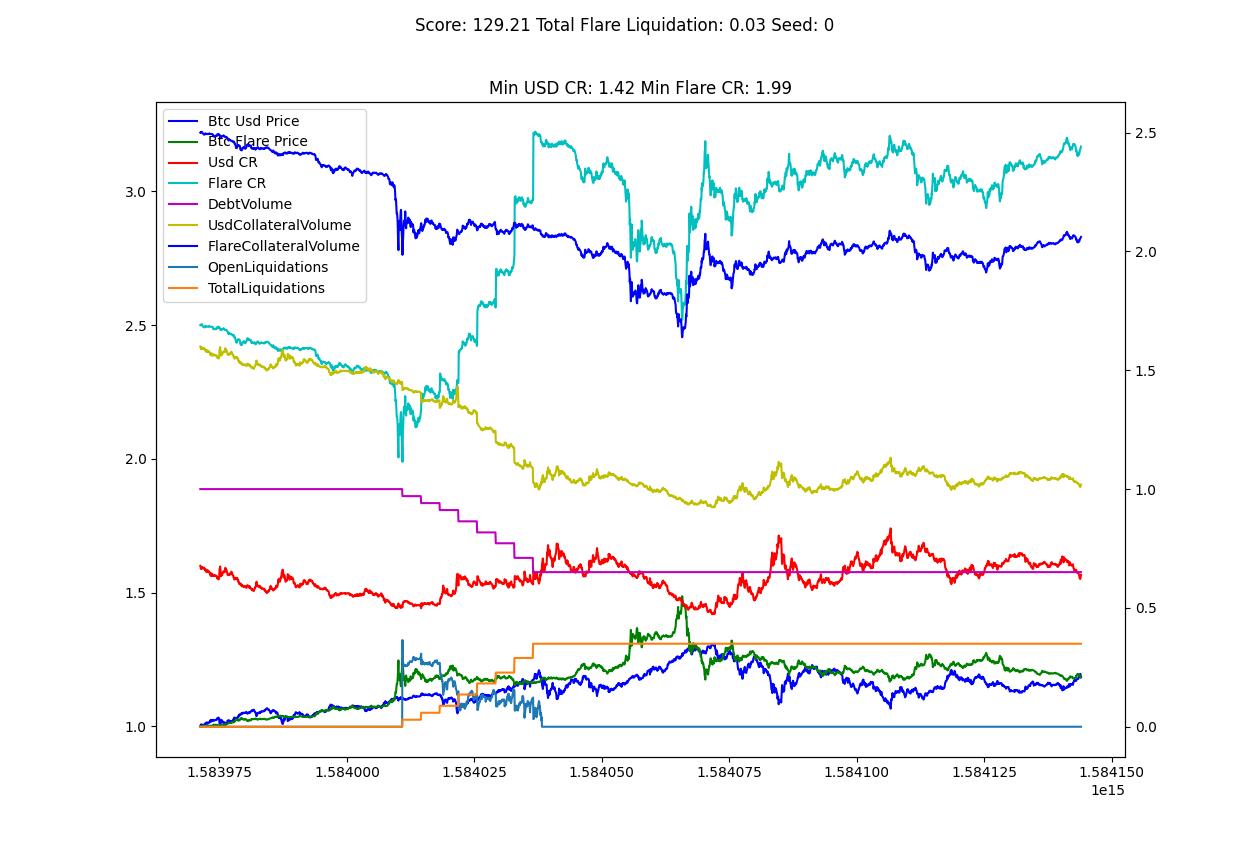 Score: 129.21 Total Flare Liquidation: 0.03 Seed: 0
Min USD CR: 1.42 Min Flare CR: 1.99
Btc Usd Price
Btc Flare Price
Usd CR
Flare CR
DebtVolume
UsdCollateralVolume
FlareCollateralVolume
OpenLiquidations
TotalLiquidations
3.0
2.5
2.0
1.5
1.0
2.5
2.0
1.5
1.0
0.5
0.0
1.583975 1.584000 1.584025 1.584050 1.584075 1.584100 1.584125 1.584150
1e15